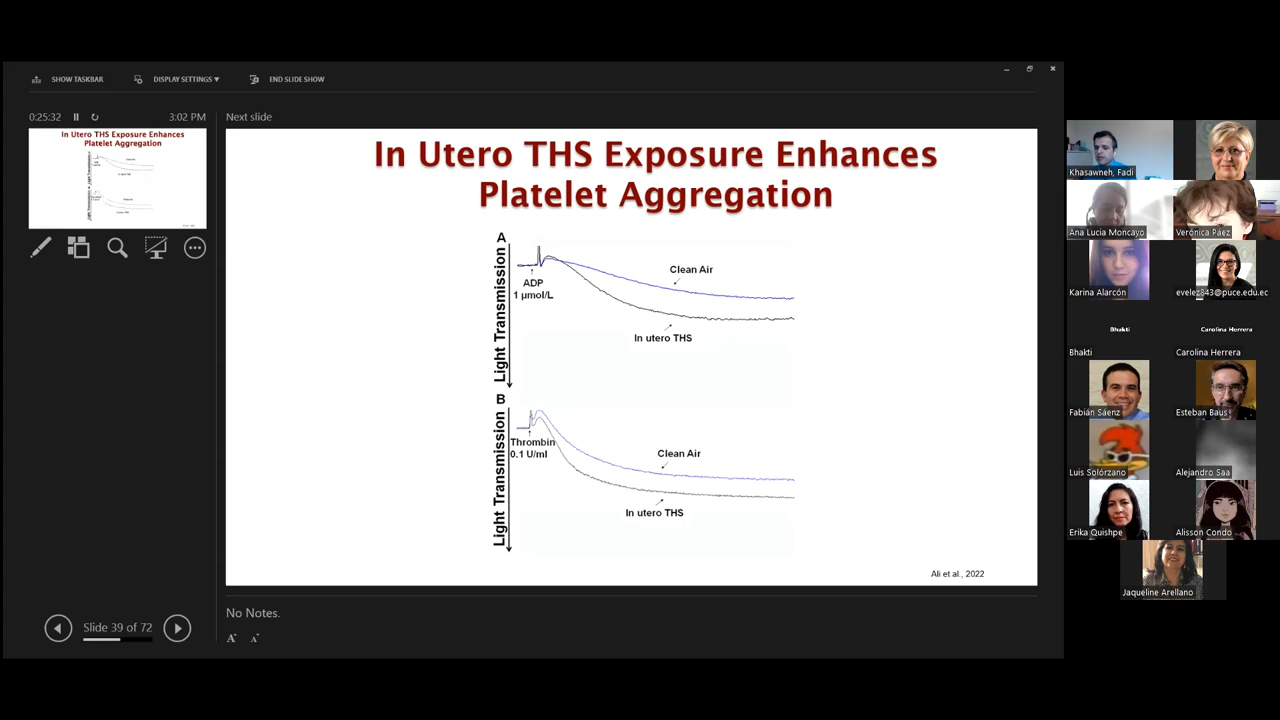 SHOW TASKBAR
DISPLAY SETTINGS ▾
END SLIDE SHOW
0:25:32
3:02 PM
Next slide
In Utero THS Exposure Enhances
Platelet Aggregation
In Utero THS Exposure Enhances
Platelet Aggregation
A
Light Transmission
ADP
1 µmol/L
Clean Air
In utero THS
B
Light Transmission
Thrombin
0.1 U/ml
Clean Air
In utero THS
Ali et al., 2022
No Notes.
Slide 39 of 72
A
A
Khasawneh, Fadi
Ana Lucia Moncayo
Verónica Páez
Karina Alarcón
evelez843@puce.edu.ec
Bhakti
Carolina Herrera
Bhakti
Carolina Herrera
Fabián Sáenz
Esteban Baus
Luis Solórzano
Alejandro Saa
Erika Quishpe
Alisson Condo
Jaqueline Arellano